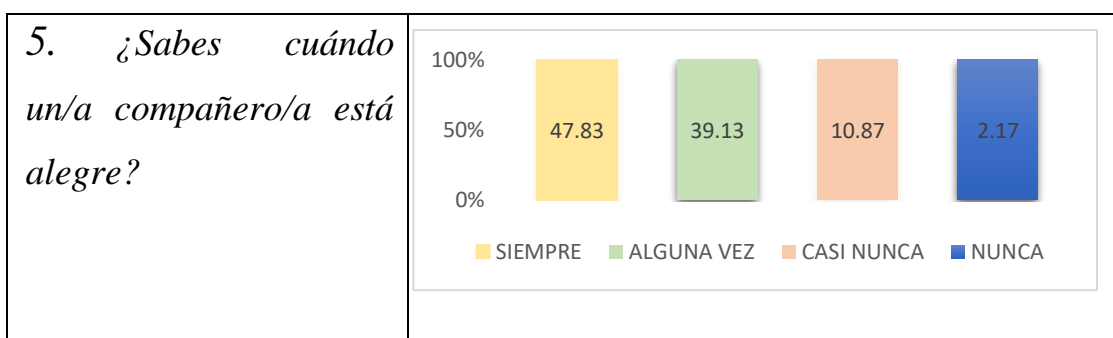 5. ¿Sabes cuándo
un/a compañero/a está
alegre?
100%
50%
0%
47.83 39.13 10.87 2.17
SIEMPRE ALGUNA VEZ CASI NUNCA NUNCA